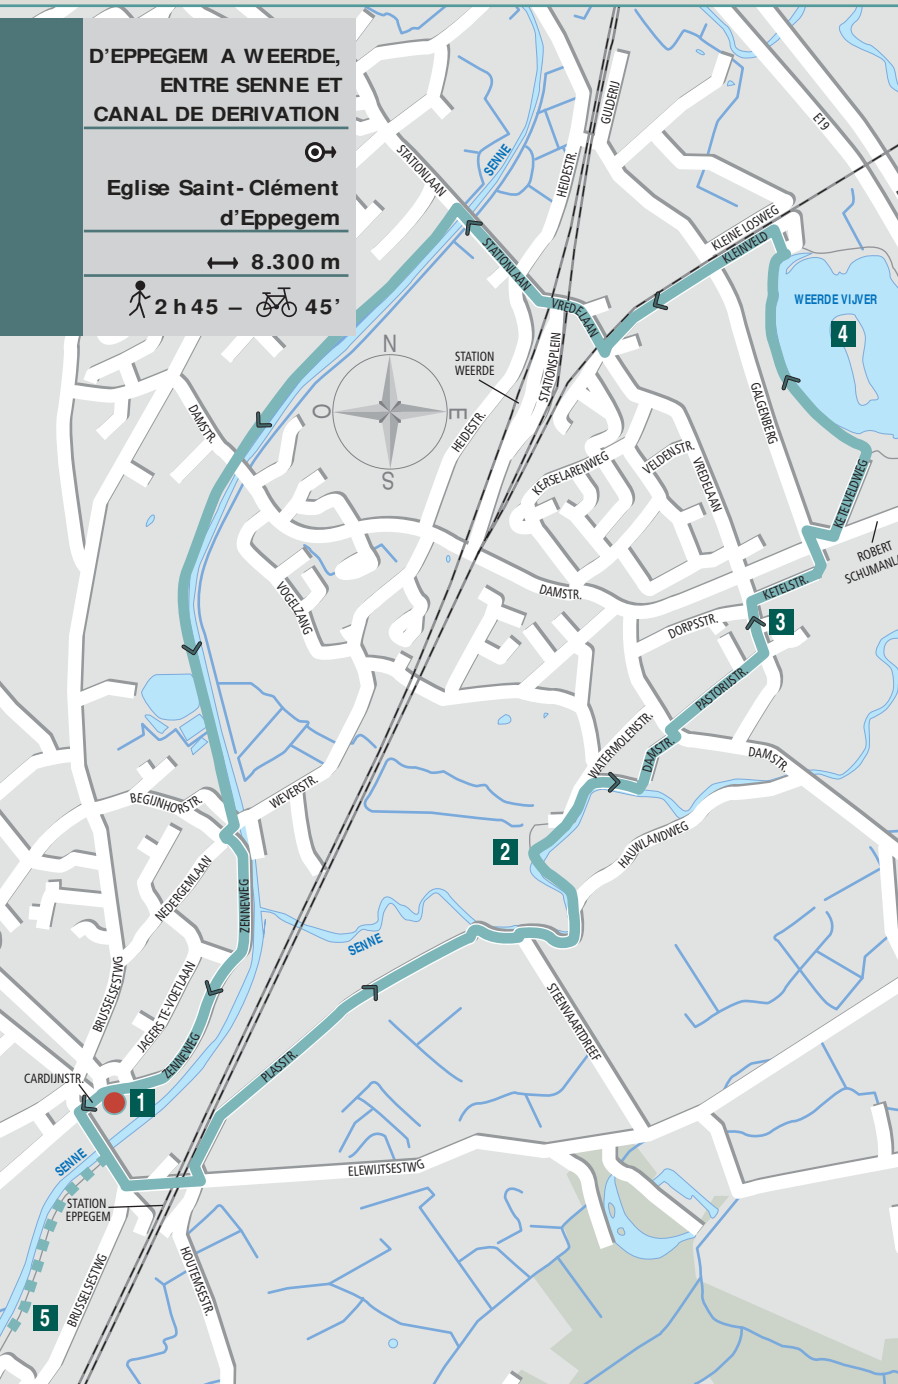 D'EPPEGEM A WEERDE,
ENTRE SENNE ET
CANAL DE DERIVATION
Eglise Saint-Clément
d'Eppegem
8.300 m
2 h 45 – 45'
GULDERIJ
E19
STATIONLAAN
SENNE
HEIDESTR.
KLEINE LOSWEG
KLEINVELD
STATIONLAAN
VREDELAAN
WEERDE VIJVER
4
N
O
E
S
STATION
WEERDE
STATIONSPLEIN
DAMSTR.
HEIDESTR.
GALGENBERG
KERSELARENWEG
VELDENSTR.
VREDELAAN
KETELVELDWEG
ROBERT
SCHUMANLA
VOGELZANG
DAMSTR.
KETELSTR.
DORPSSTR.
3
PASTORIJSTR.
WATERMOLENSTR.
DAMSTR.
DAMSTR.
WEVERSTR.
BEGIJNHORSTR.
HAUWLANDWEG
2
NEDERGEMLAAN
ZENNEWEG
SENNE
BRUSSELSESTWG
JAGERS TE-VOETLAAN
STEENVAARTDREEF
ZENNEWEG
PLASSTR.
CARDIJNSTR.
1
SENNE
ELEWIJTSESTWG
STATION
EPPEGEM
BRUSSELSESTWG
HOUTEMSESTR.
5